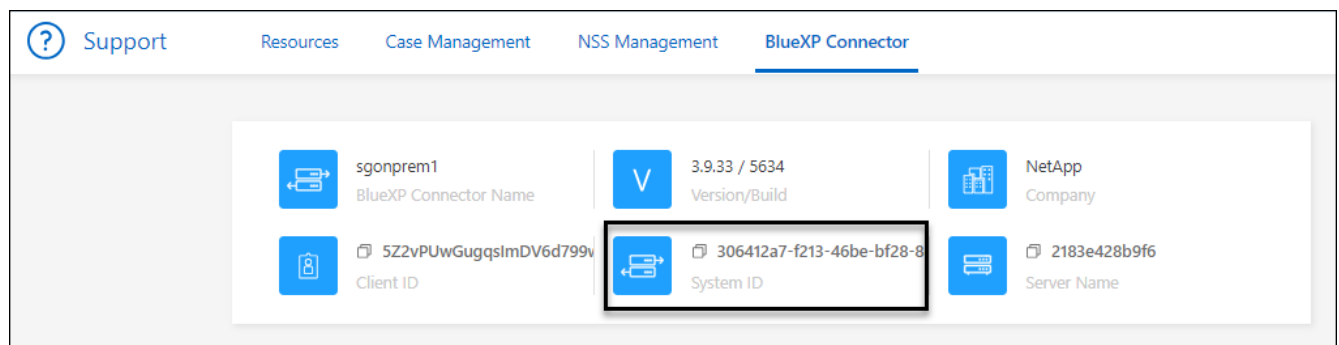 ? Support Resources Case Management NSS Management BlueXP Connector
sgonprem1 V 3.9.33 / 5634 NetApp
BlueXP Connector Name Version/Build Company
5Z2vPUwGugqsImDV6d799 306412a7-f213-46be-bf28-8 2183e428b9f6
Client ID System ID Server Name